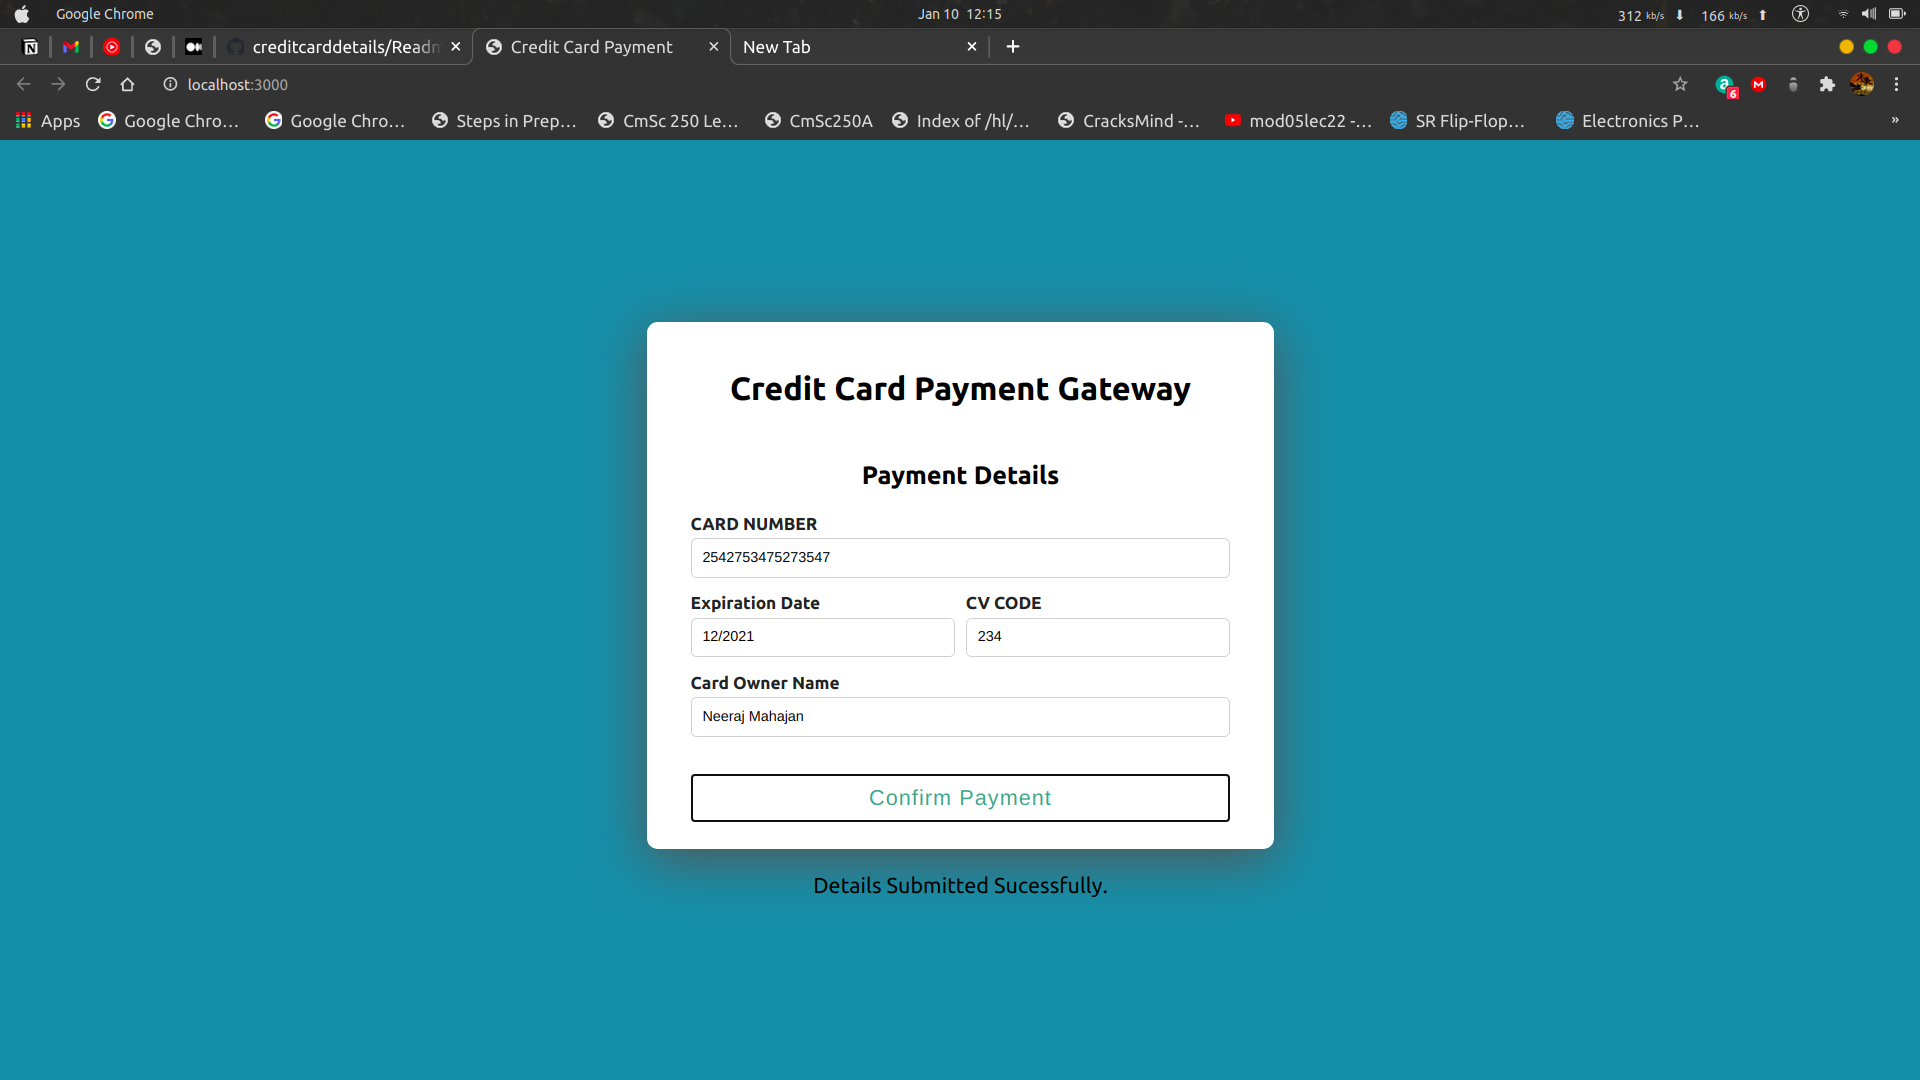 Google Chrome
Jan 10 12:15
312 kb/s 166 kb/s
creditcarddetails/Readm
Credit Card Payment
New Tab
localhost:3000
6
Apps
Google Chro...
Google Chro...
Steps in Prep...
CmSc 250 Le...
CmSc250A
Index of /hl/...
CracksMind -...
mod05lec22 -...
SR Flip-Flop...
Electronics P...
»
Credit Card Payment Gateway
Payment Details
CARD NUMBER
2542753475273547
Expiration Date CV CODE
12/2021 234
Card Owner Name
Neeraj Mahajan
Confirm Payment
Details Submitted Sucessfully.